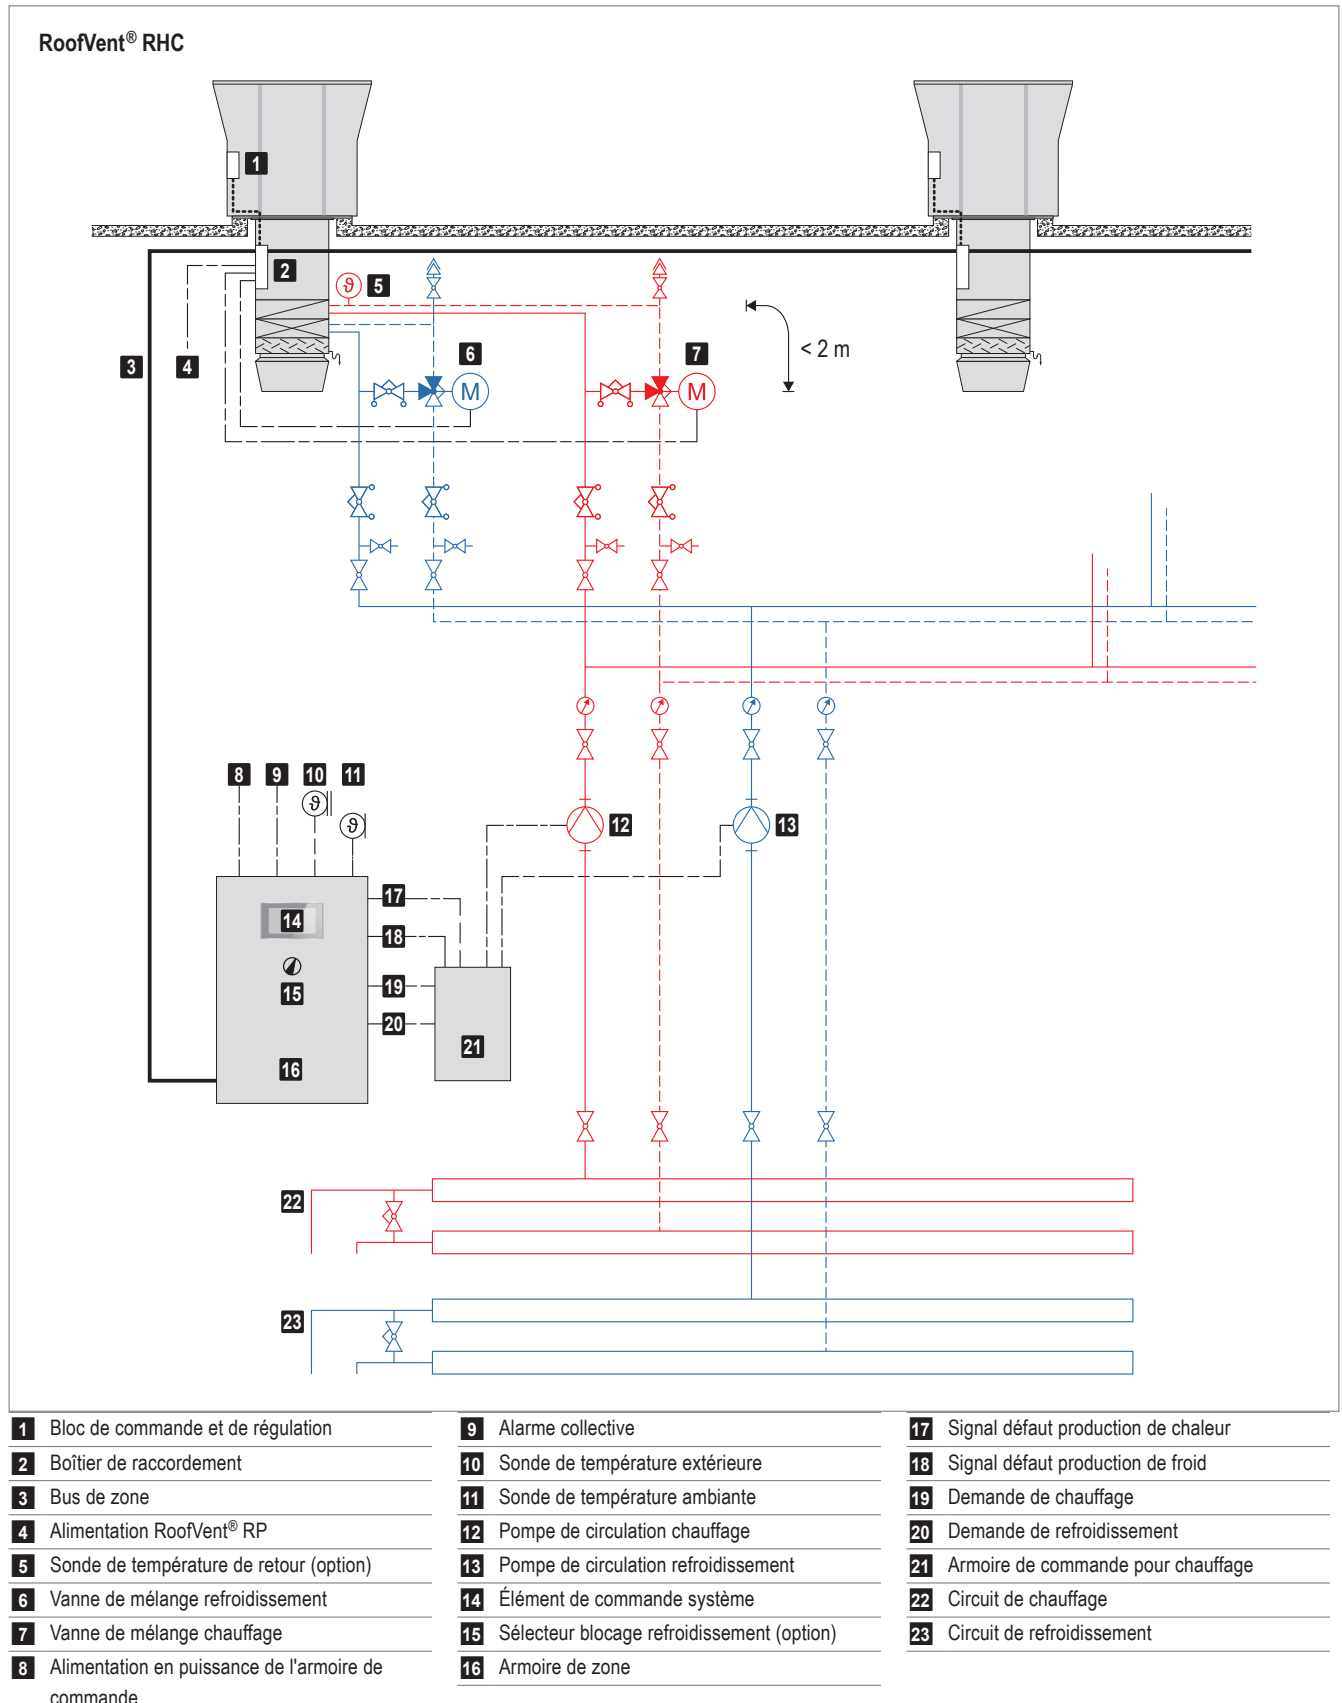 RoofVent® RHC
1
2
ϑ 5
3
4
6
7
< 2 m
M
M
8
9
10
11
ϑ
ϑ
12
13
14
15
16
17
18
19
20
21
22
23
1 Bloc de commande et de régulation
2 Boîtier de raccordement
3 Bus de zone
4 Alimentation RoofVent® RP
5 Sonde de température de retour (option)
6 Vanne de mélange refroidissement
7 Vanne de mélange chauffage
8 Alimentation en puissance de l'armoire de
commande
9 Alarme collective
10 Sonde de température extérieure
11 Sonde de température ambiante
12 Pompe de circulation chauffage
13 Pompe de circulation refroidissement
14 Élément de commande système
15 Sélecteur blocage refroidissement (option)
16 Armoire de zone
17 Signal défaut production de chaleur
18 Signal défaut production de froid
19 Demande de chauffage
20 Demande de refroidissement
21 Armoire de commande pour chauffage
22 Circuit de chauffage
23 Circuit de refroidissement